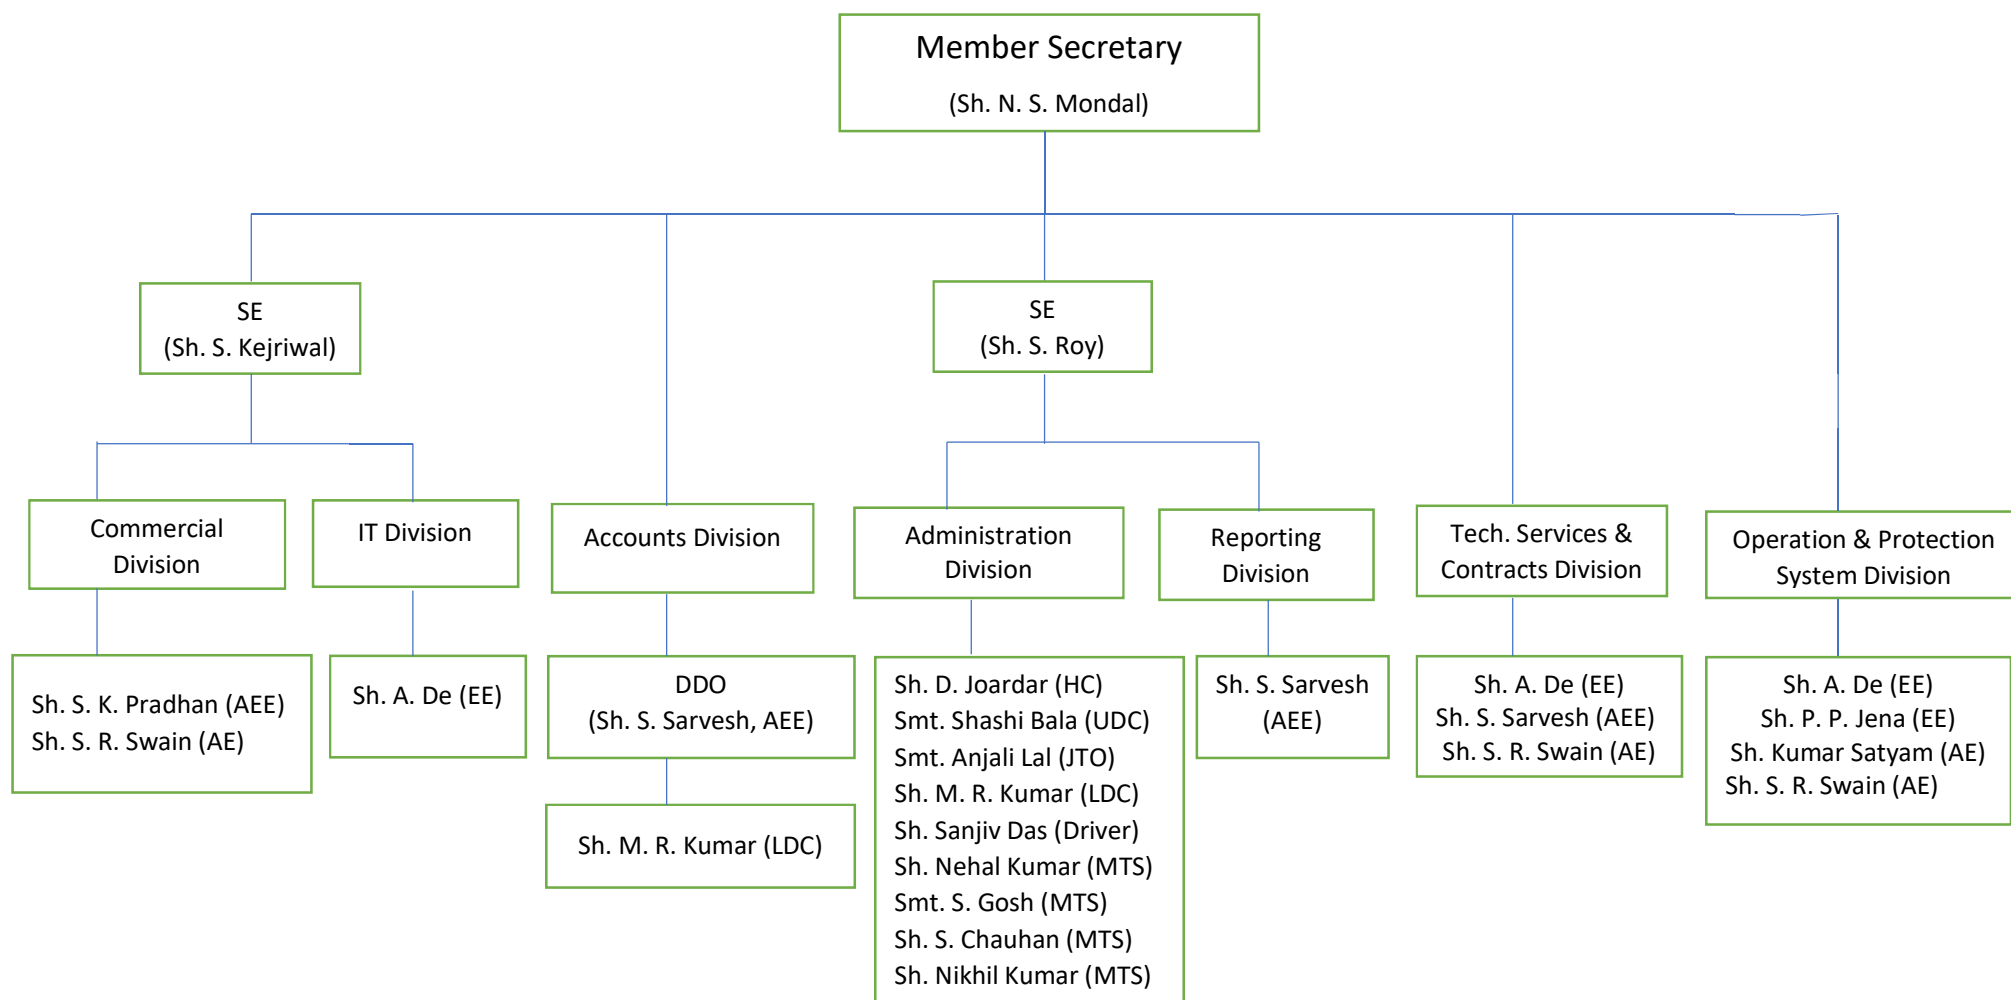 Member Secretary
(Sh. N. S. Mondal)
SE
(Sh. S. Kejriwal)
SE
(Sh. S. Roy)
Commercial
Division
IT Division
Accounts Division
Administration
Division
Reporting
Division
Tech. Services &
Contracts Division
Operation & Protection
System Division
Sh. S. K. Pradhan (AEE)
Sh. S. R. Swain (AE)
Sh. A. De (EE)
DDO
(Sh. S. Sarvesh, AEE)
Sh. M. R. Kumar (LDC)
Sh. D. Joardar (HC)
Smt. Shashi Bala (UDC)
Smt. Anjali Lal (JTO)
Sh. M. R. Kumar (LDC)
Sh. Sanjiv Das (Driver)
Sh. Nehal Kumar (MTS)
Smt. S. Gosh (MTS)
Sh. S. Chauhan (MTS)
Sh. Nikhil Kumar (MTS)
Sh. S. Sarvesh
(AEE)
Sh. A. De (EE)
Sh. S. Sarvesh (AEE)
Sh. S. R. Swain (AE)
Sh. A. De (EE)
Sh. P. P. Jena (EE)
Sh. Kumar Satyam (AE)
Sh. S. R. Swain (AE)